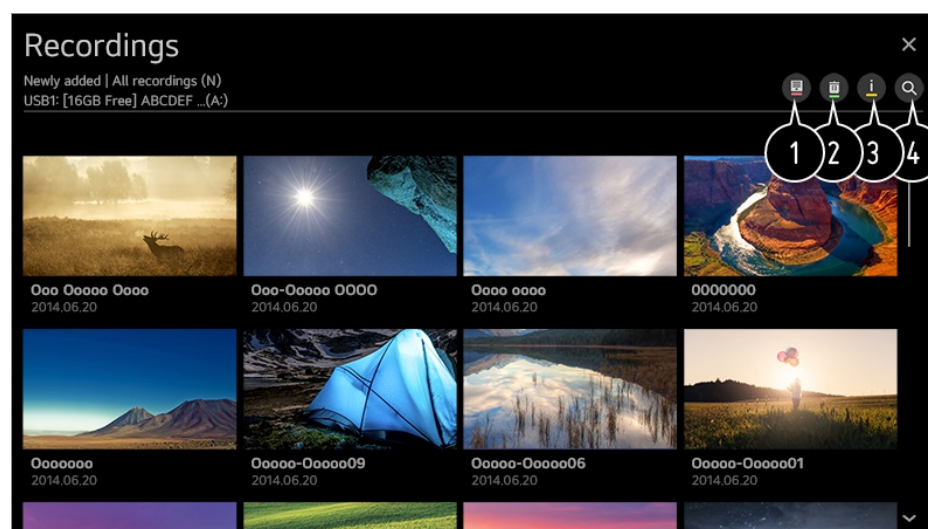 Recordings
Newly added | All recordings (N)
USB1: [16GB Free] ABCDEF ...(A:)
1 2 3 4
Ooo Ooooo Oooo
2014.06.20
Ooo-Ooooo OOOO
2014.06.20
Oooo oooo
2014.06.20
OOOOOOO
2014.06.20
Ooooooo
2014.06.20
Ooooo-Ooooo09
2014.06.20
Ooooo-Ooooo06
2014.06.20
Ooooo-Ooooo01
2014.06.20